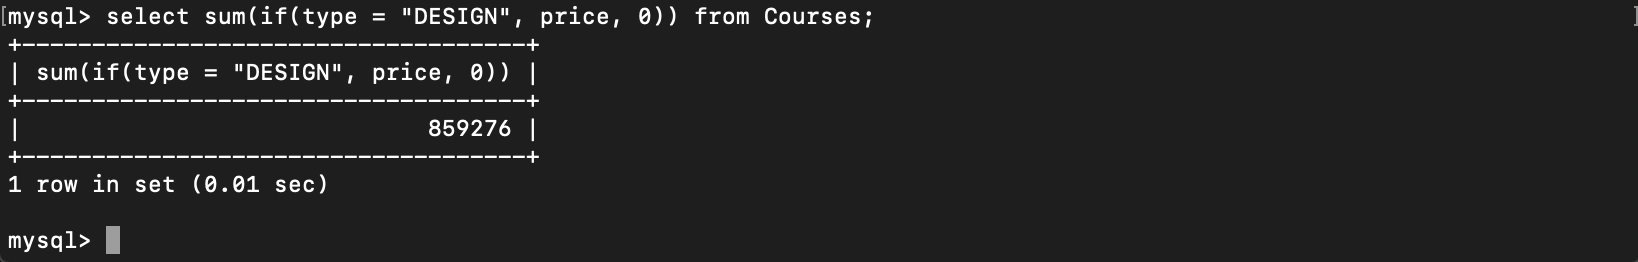 mysql> select sum(if(type = "DESIGN", price, 0)) from Courses;
+------------------------------------+
| sum(if(type = "DESIGN", price, 0)) |
+------------------------------------+
|                             859276 |
+------------------------------------+
1 row in set (0.01 sec)
mysql>